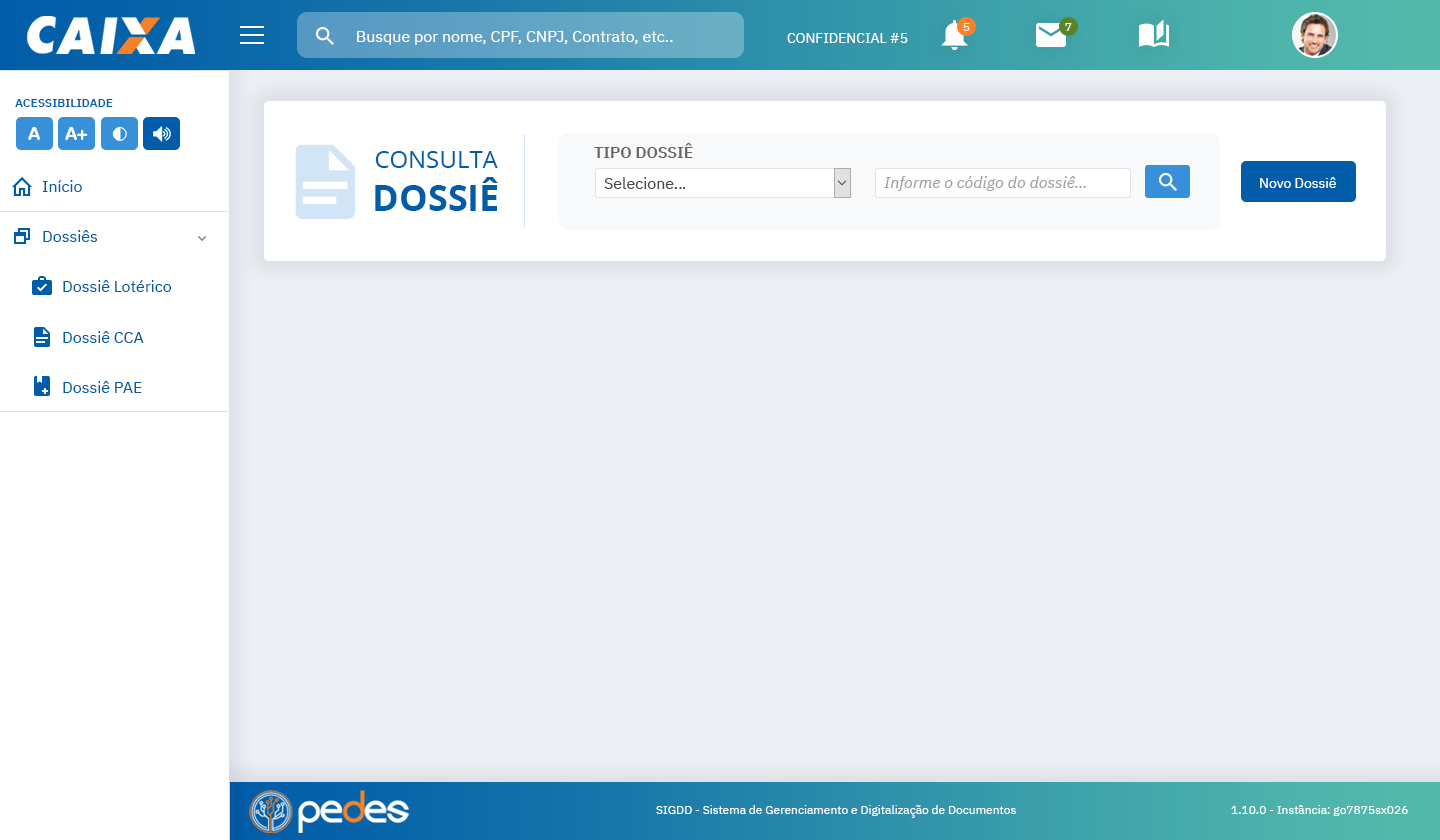 CAIXA
Busque por nome, CPF, CNPJ, Contrato, etc..
CONFIDENCIAL #5
5
7
ACESSIBILIDADE
A
A+
Início
Dossiês
Dossiê Lotérico
Dossiê CCA
Dossiê PAE
CONSULTA
DOSSIÊ
TIPO DOSSIÊ
Selecione...
Informe o código do dossiê...
Novo Dossiê
pedes
SIGDD - Sistema de Gerenciamento e Digitalização de Documentos
1.10.0 - Instância: go7875sx026